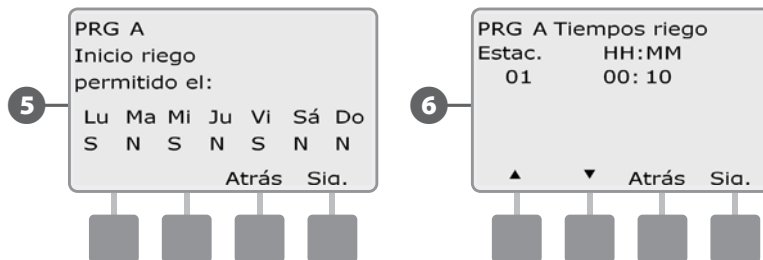 5
PRG A
Inicio riego
permitido el:
Lu Ma Mi Ju Vi Sá Do
S N S N S N N
Atrás Sig.
6
PRG A Tiempos riego
Estac. HH:MM
01 00: 10
▲ ▼ Atrás Sig.